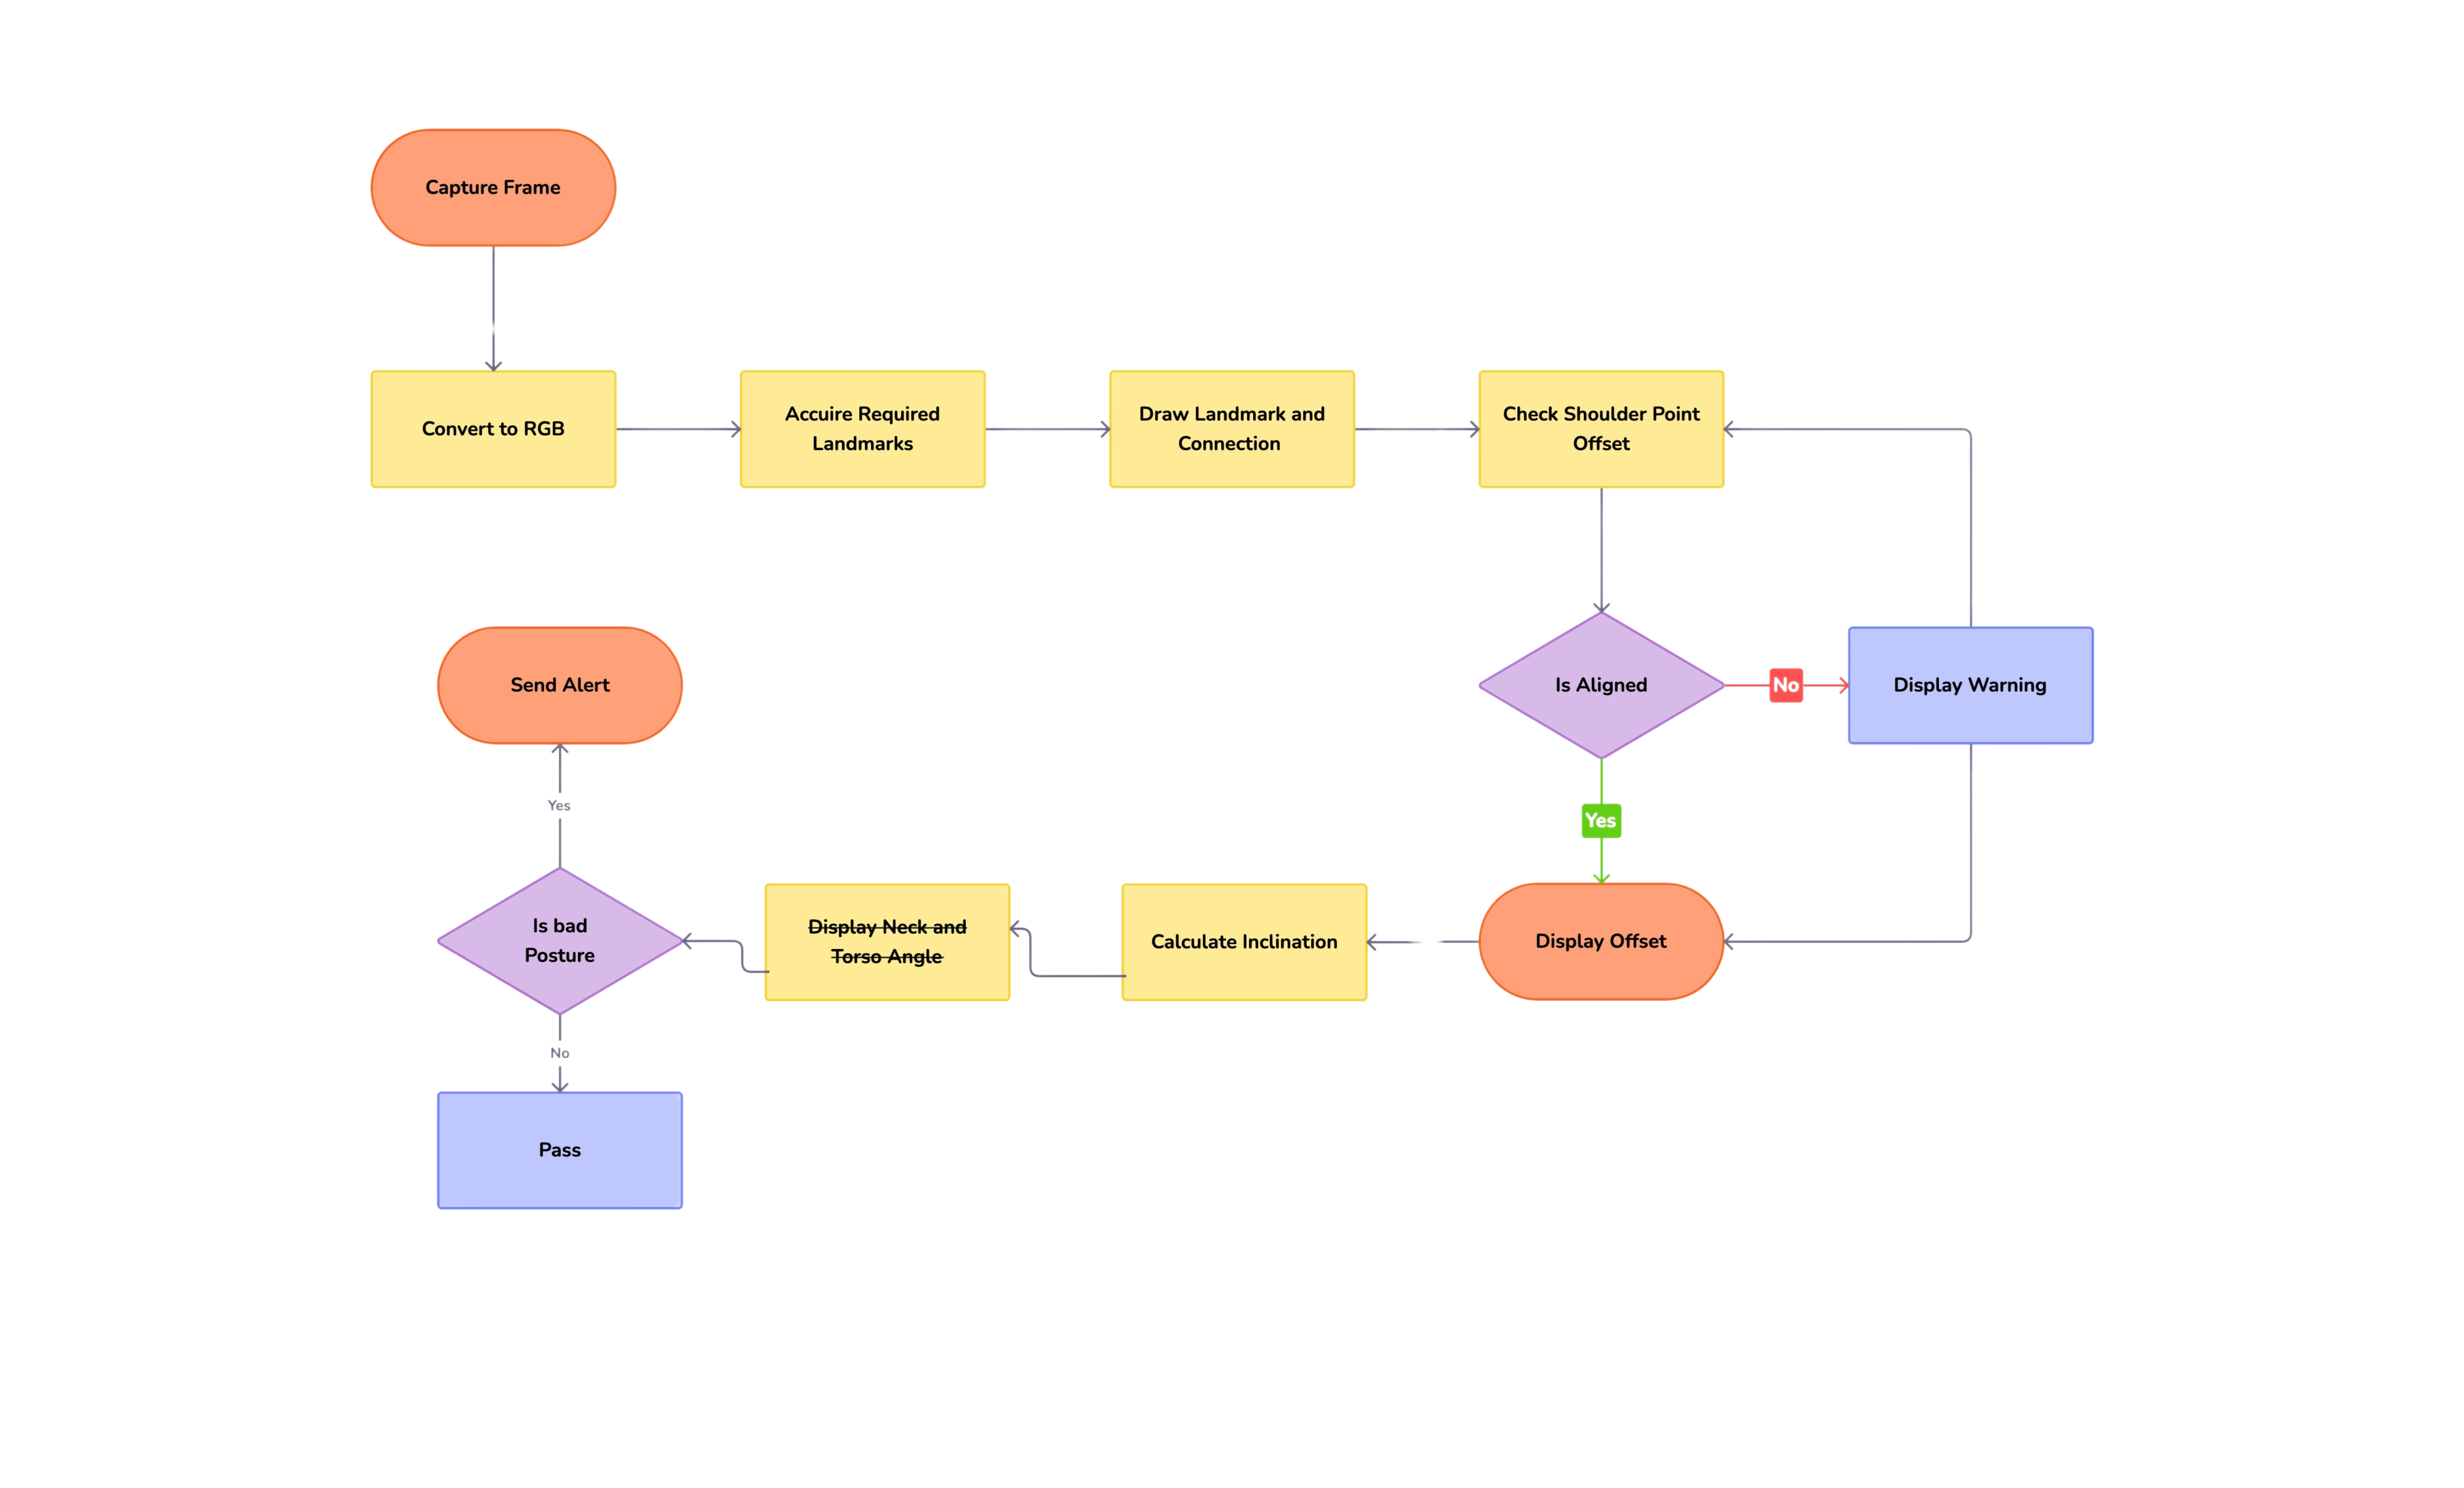 Capture Frame
Convert to RGB
Accuire Required
Landmarks
Draw Landmark and
Connection
Check Shoulder Point
Offset
Send Alert
Is Aligned
No
Display Warning
Yes
Yes
Is bad
Posture
Display Neck and
Torso Angle
Calculate Inclination
Display Offset
No
Pass